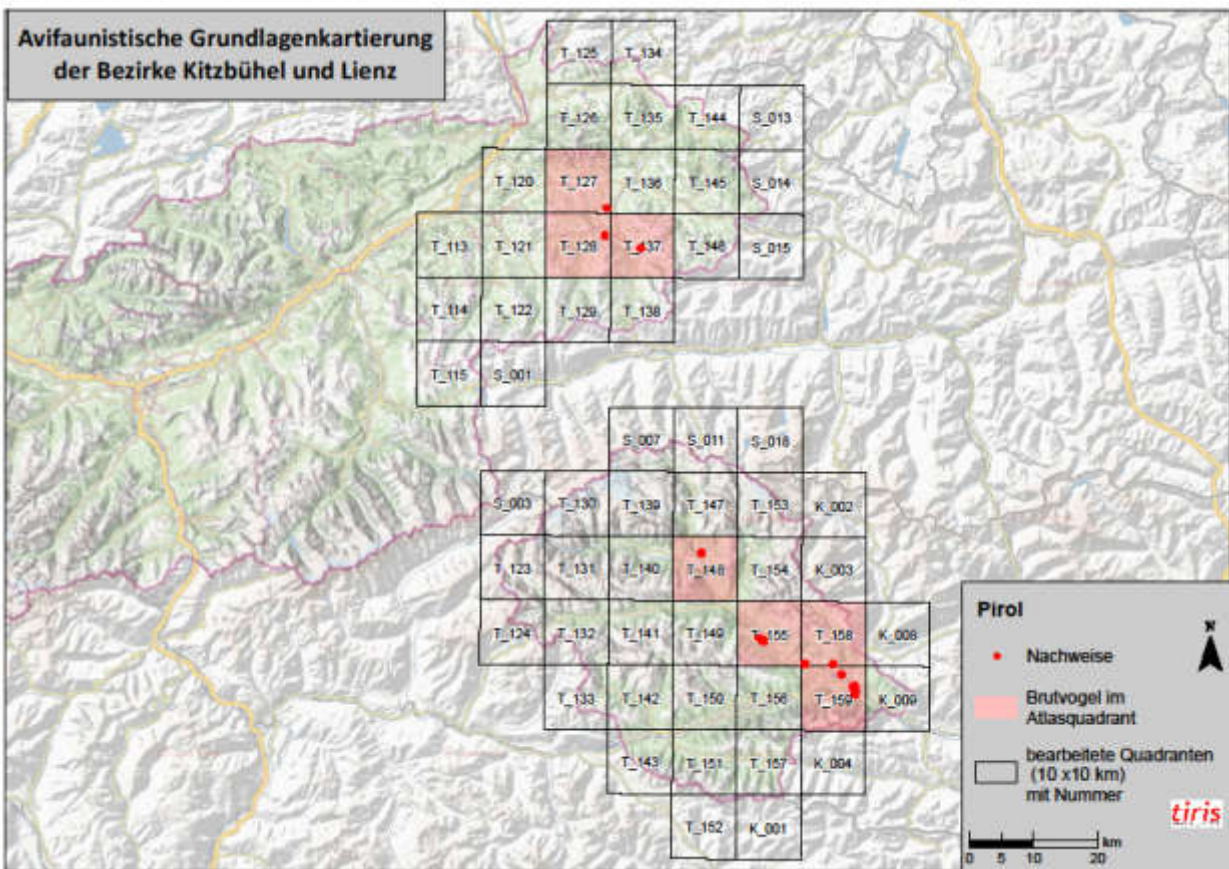 Avifaunistische Grundlagenkartierung
der Bezirke Kitzbühel und Lienz
T_125 T_134
T_126 T_135 T_144 S_013
T_120 T_127 T_136 T_145 S_014
T_113 T_121 T_128 T_137 T_146 S_015
T_114 T_122 T_129 T_138
T_115 S_001
S_007 S_011 S_016
S_003 T_130 T_139 T_147 T_153 K_002
T_123 T_131 T_140 T_148 T_154 K_003
T_124 T_132 T_141 T_149 T_155 T_158 K_008
T_133 T_142 T_150 T_156 T_159 K_009
T_143 T_151 T_157 K_004
T_152 K_001
Pirol
N
Nachweise
Brutvogel im
Atlasquadrant
bearbeitete Quadranten
(10 x10 km)
mit Nummer
tiris
km
0 5 10 20